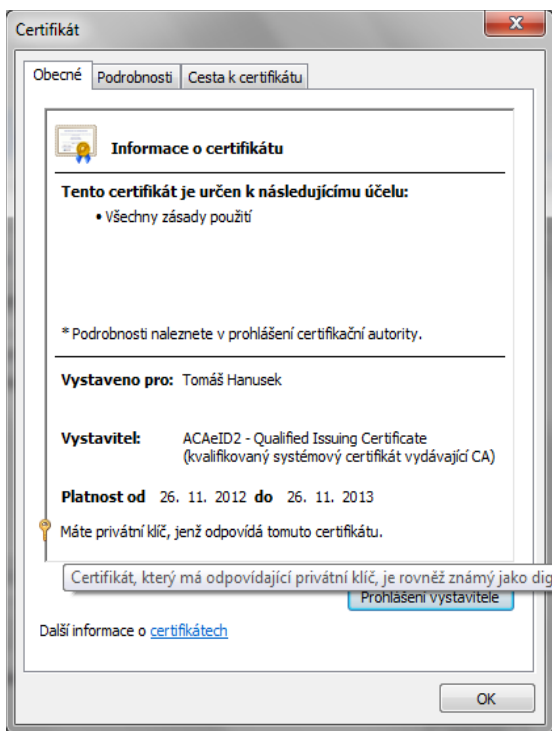 Certifikát
Obecné Podrobnosti Cesta k certifikátu
Informace o certifikátu
Tento certifikát je určen k následujícímu účelu:
• Všechny zásady použití
* Podrobnosti naleznete v prohlášení certifikační autority.
Vystaveno pro: Tomáš Hanusek
Vystavitel: ACAeID2 - Qualified Issuing Certificate
(kvalifikovaný systémový certifikát vydávající CA)
Platnost od 26. 11. 2012 do 26. 11. 2013
Máte privátní klíč, jenž odpovídá tomuto certifikátu.
Certifikát, který má odpovídající privátní klíč, je rovněž známý jako dig
Prohlášení vystavitele
Další informace o certifikátech
OK